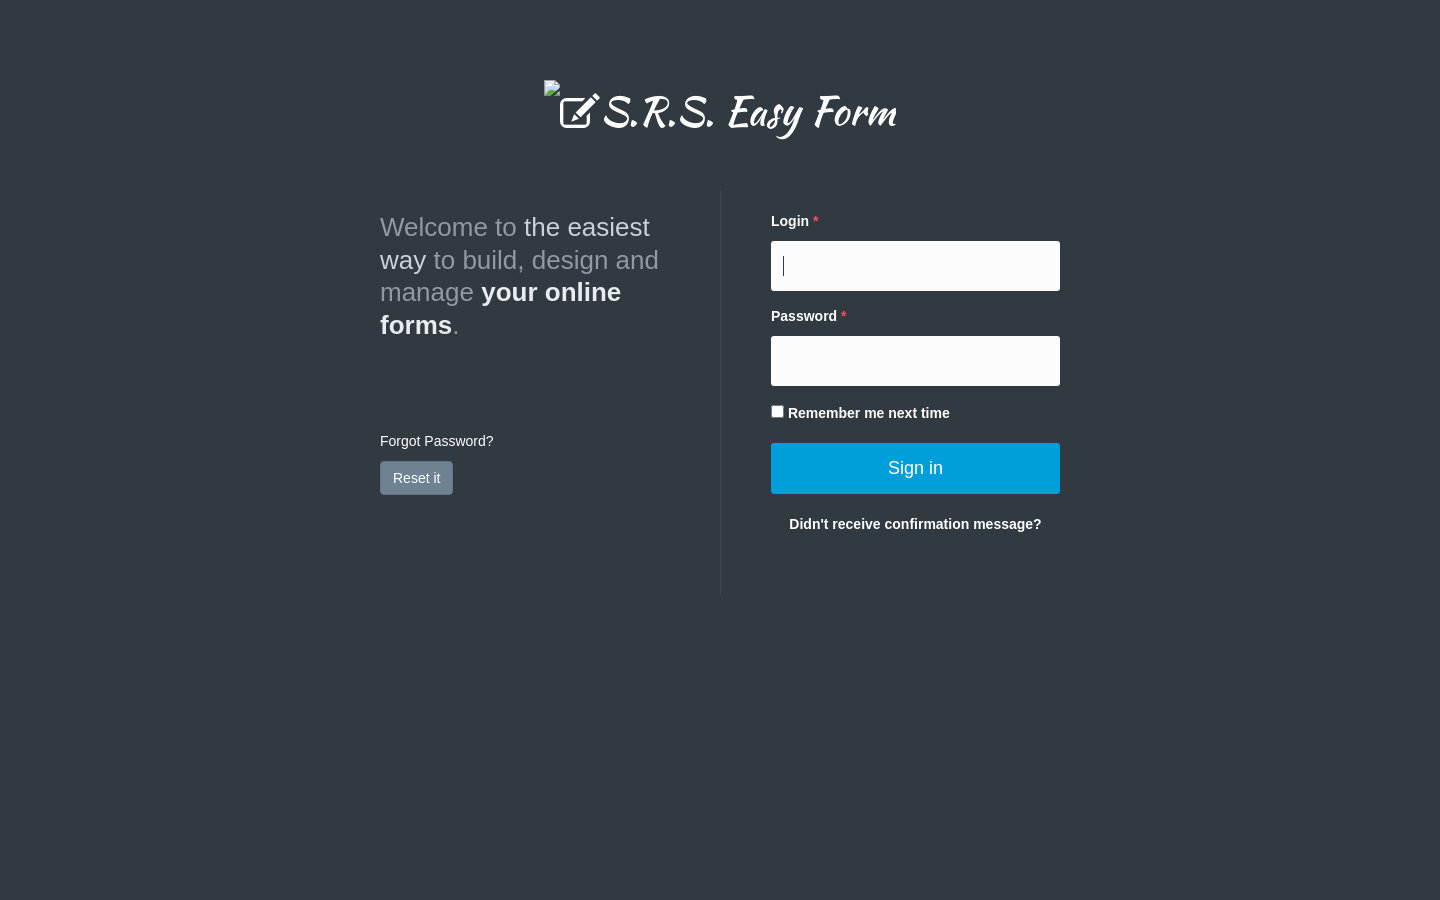 S.R.S. Easy Form
Welcome to the easiest
way to build, design and
manage your online
forms.
Forgot Password?
Reset it
Login *
Password *
Remember me next time
Sign in
Didn't receive confirmation message?